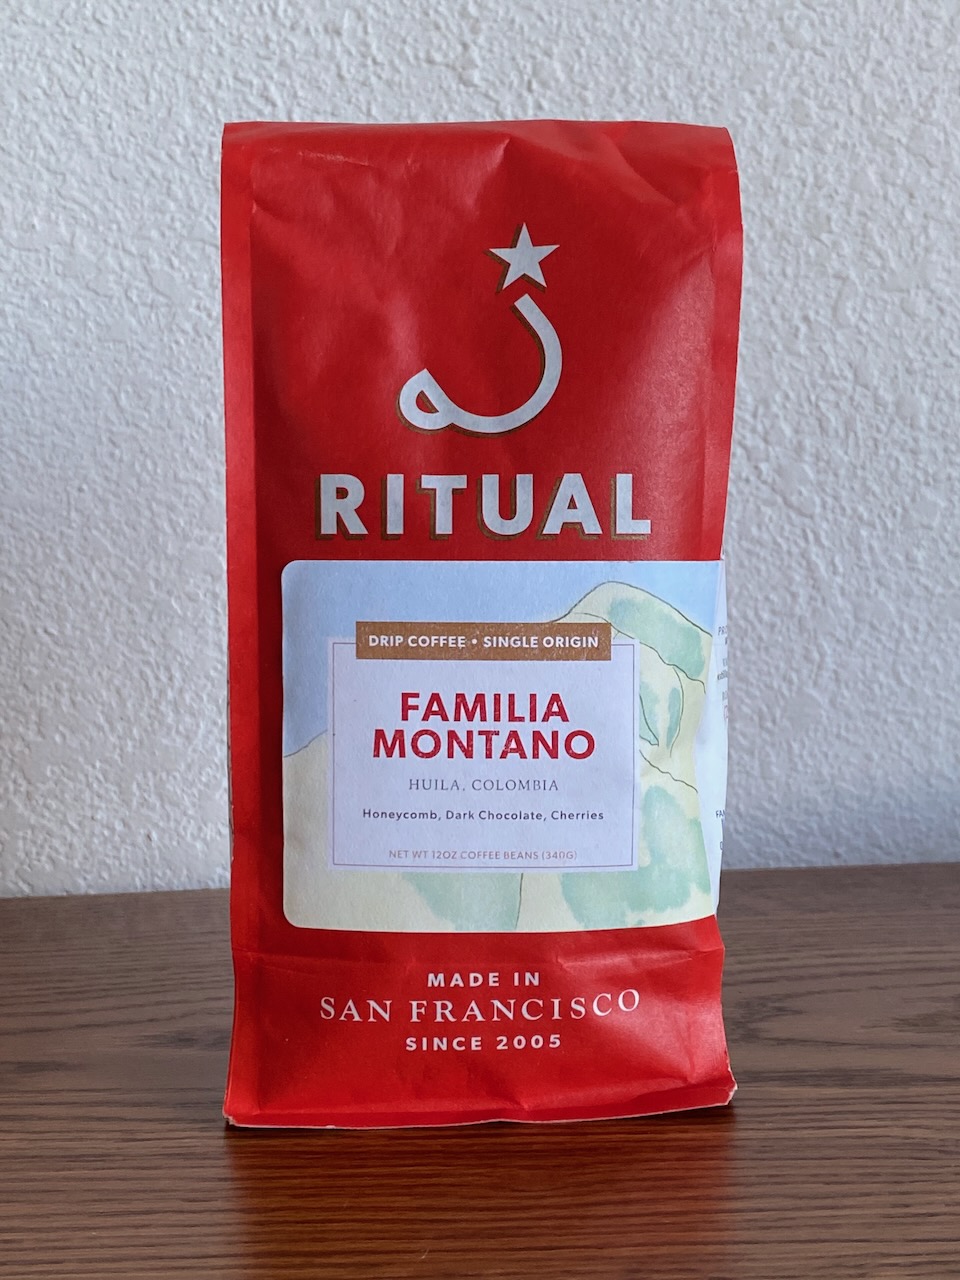 RITUAL
DRIP COFFEE • SINGLE ORIGIN
FAMILIA
MONTANO
HUILA, COLOMBIA
Honeycomb, Dark Chocolate, Cherries
NET WT 12OZ COFFEE BEANS (340G)
MADE IN
SAN FRANCISCO
SINCE 2005